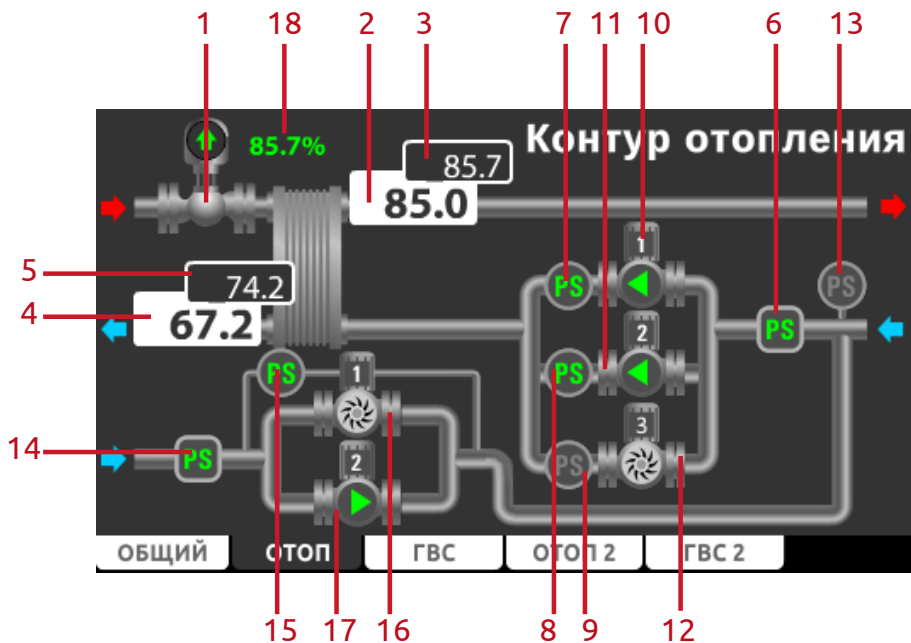 1 18 2 3 7 11 10 6 13
85.7% Контур отопления
85.7
85.0
1
5 74.2 PS PS
4 67.2 2 PS
PS 1 PS
3
14 PS 2 PS
ОБЩИЙ ОТОП ГВС ОТОП 2 ГВС 2
15 17 16 8 9 12